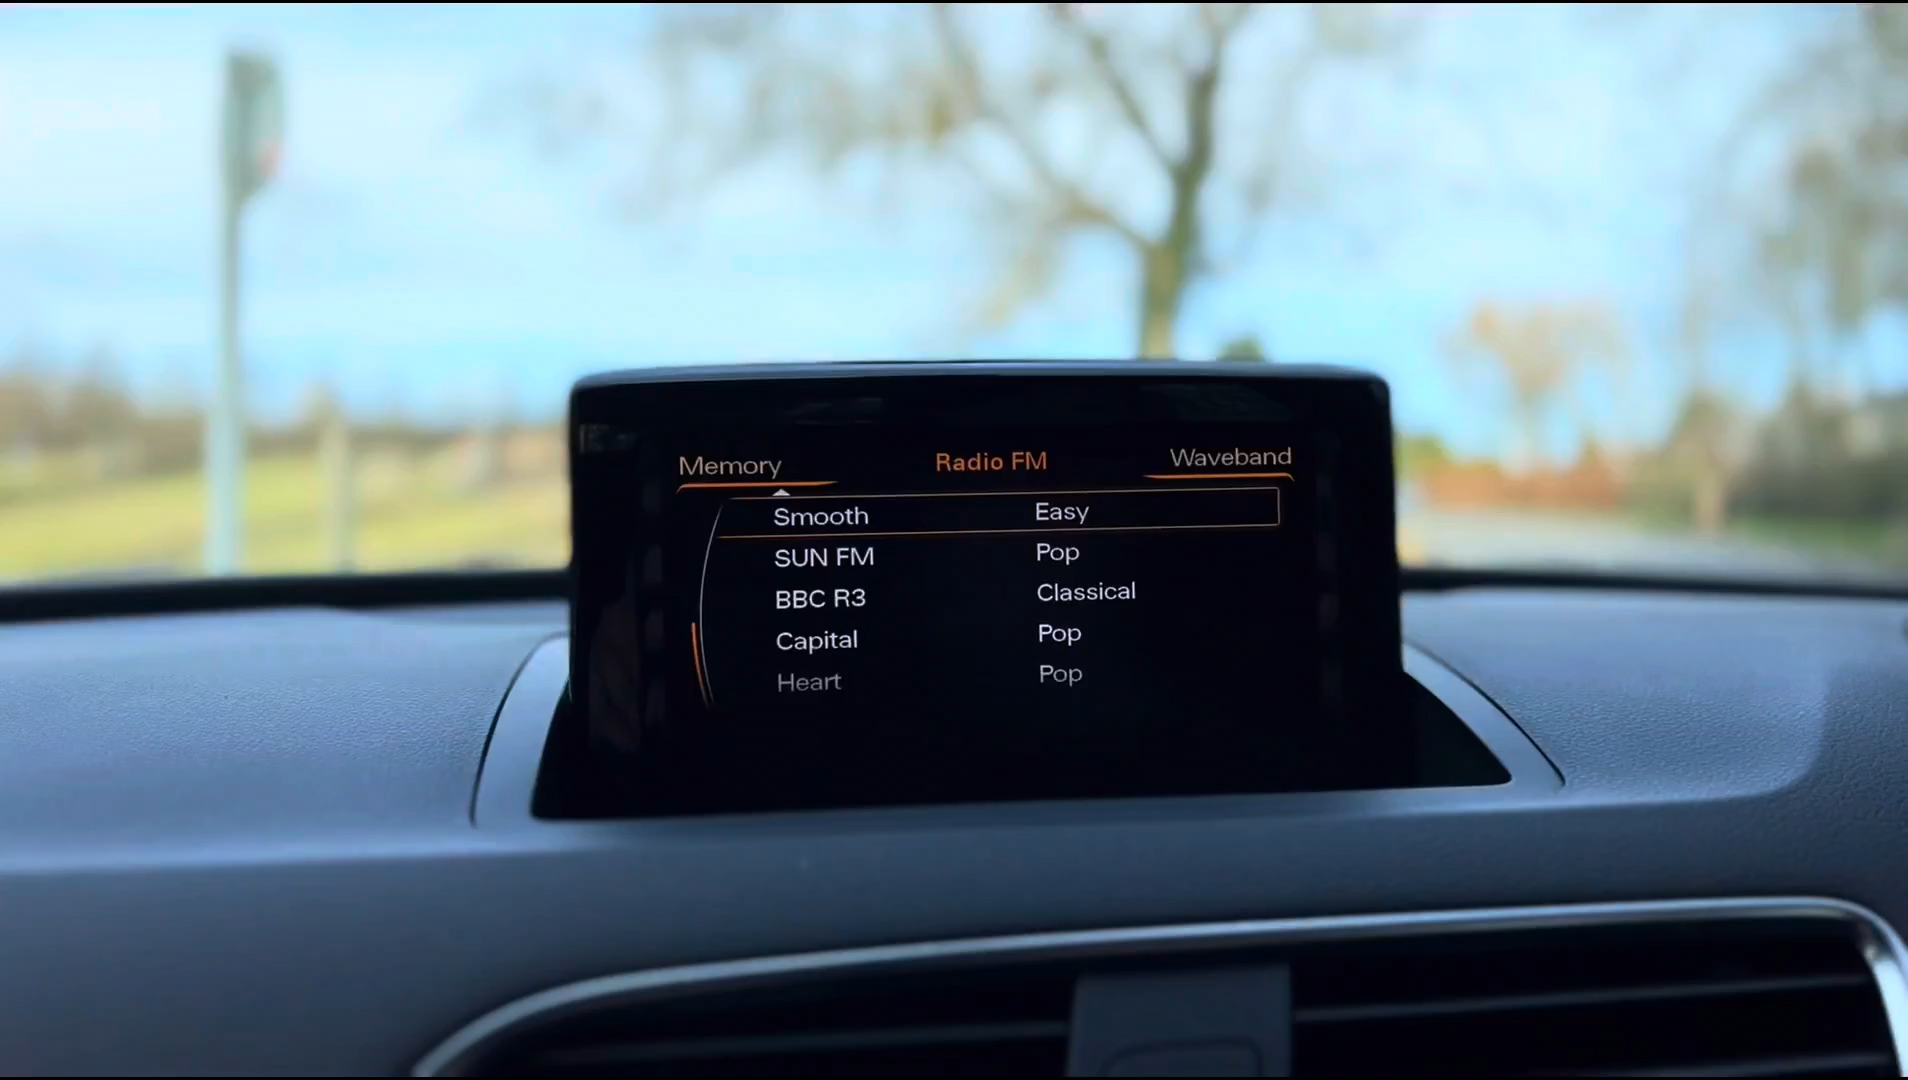 Memory Radio FM Waveband
Smooth Easy
SUN FM Pop
BBC R3 Classical
Capital Pop
Heart Pop